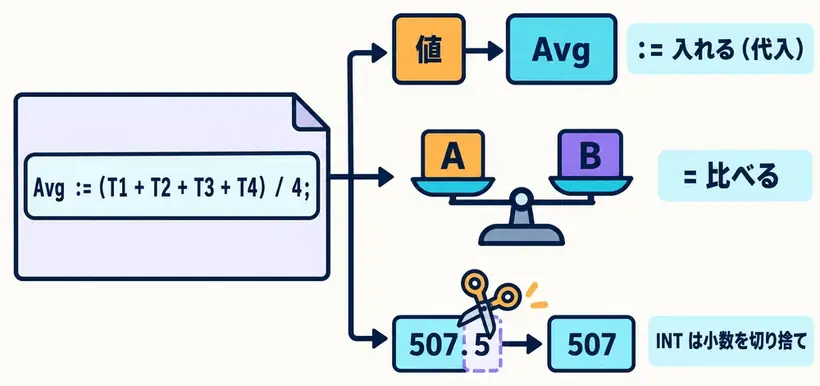 Avg := (T1 + T2 + T3 + T4) / 4;
値
Avg
:= 入れる (代入)
A
B
= 比べる
507.5
507
INT は小数を切り捨て